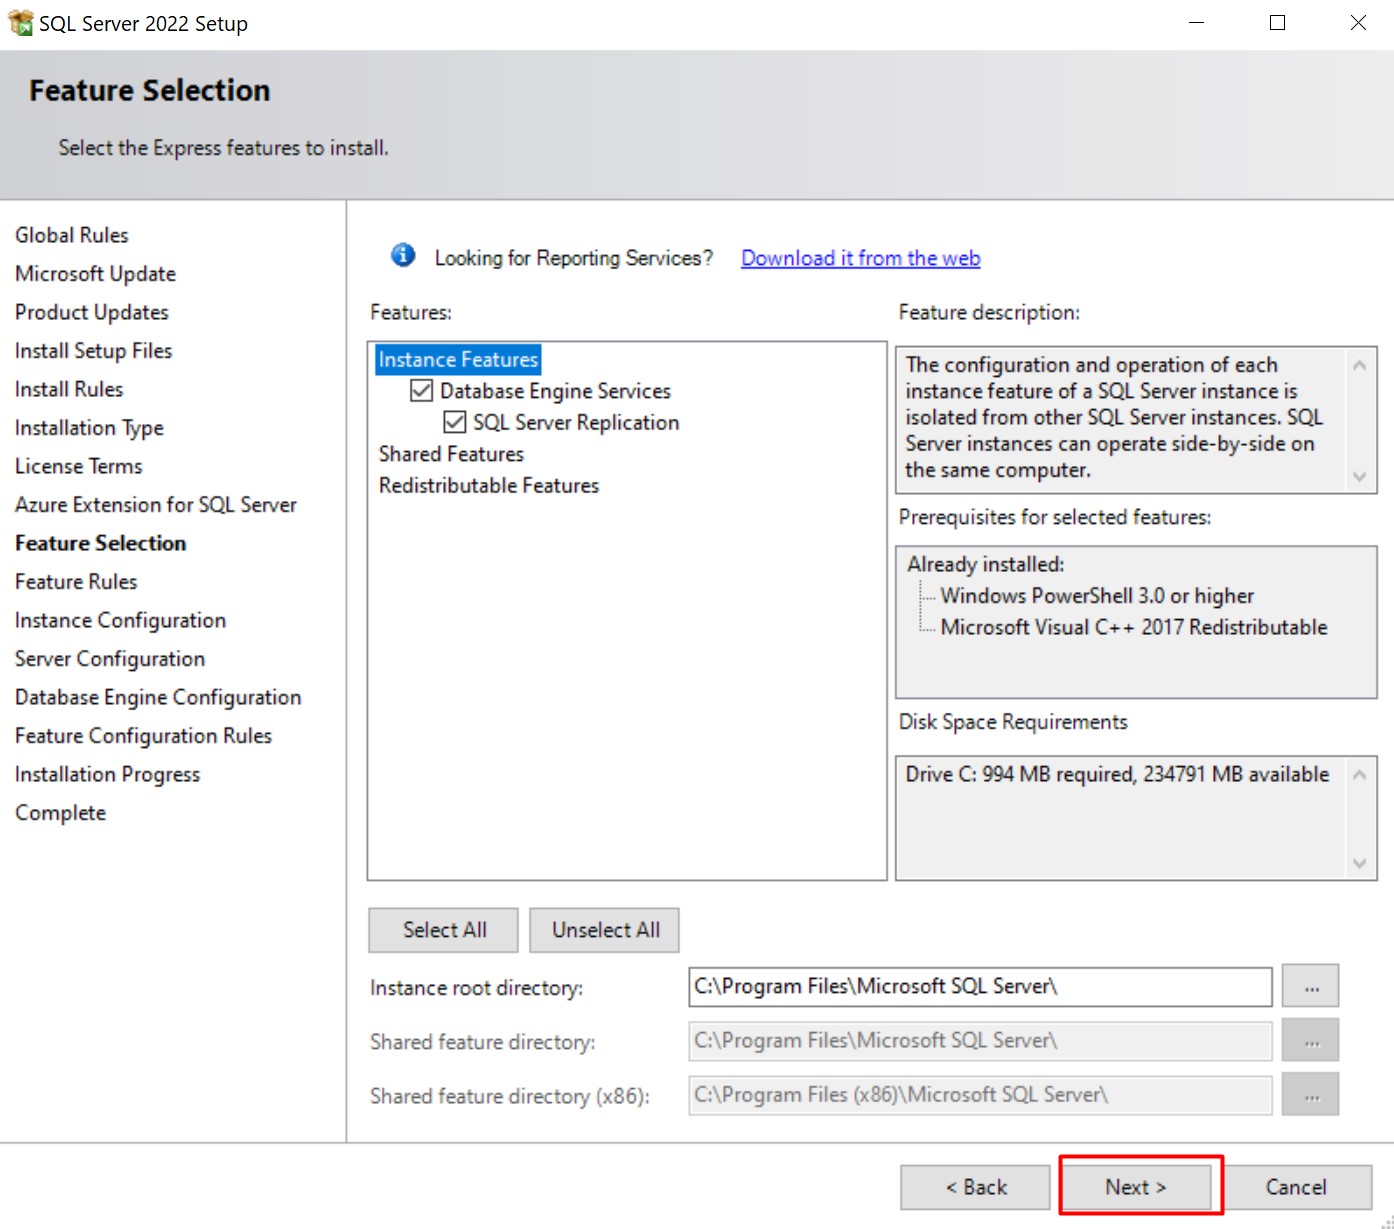 SQL Server 2022 Setup
Feature Selection
Select the Express features to install.
Global Rules
Microsoft Update
Product Updates
Install Setup Files
Install Rules
Installation Type
License Terms
Azure Extension for SQL Server
Feature Selection
Feature Rules
Instance Configuration
Server Configuration
Database Engine Configuration
Feature Configuration Rules
Installation Progress
Complete
Looking for Reporting Services? Download it from the web
Features:
Instance Features
Database Engine Services
SQL Server Replication
Shared Features
Redistributable Features
Feature description:
The configuration and operation of each
instance feature of a SQL Server instance is
isolated from other SQL Server instances. SQL
Server instances can operate side-by-side on
the same computer.
Prerequisites for selected features:
Already installed:
Windows PowerShell 3.0 or higher
Microsoft Visual C++ 2017 Redistributable
Disk Space Requirements
Drive C: 994 MB required, 234791 MB available
Select All Unselect All
Instance root directory: C:\Program Files\Microsoft SQL Server\ ...
Shared feature directory: C:\Program Files\Microsoft SQL Server\ ...
Shared feature directory (x86): C:\Program Files (x86)\Microsoft SQL Server\ ...
< Back Next > Cancel